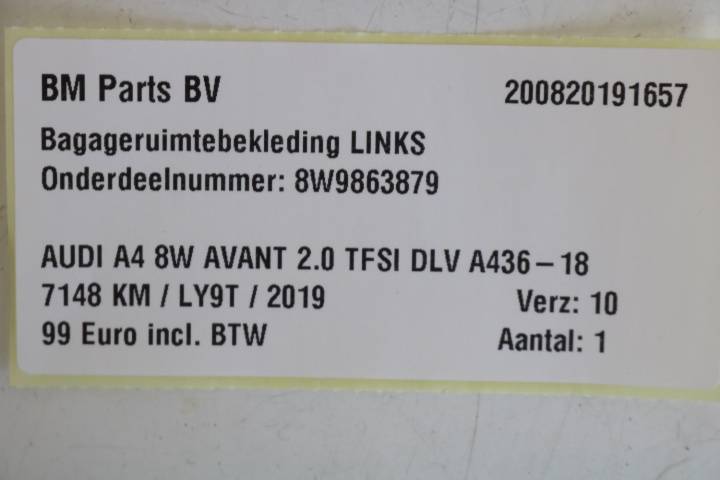 BM Parts BV 200820191657
Bagageruimtebekleding LINKS
Onderdeelnummer: 8W9863879
AUDI A4 8W AVANT 2.0 TFSI DLV A436-18
7148 KM / LY9T / 2019 Verz: 10
99 Euro incl. BTW Aantal: 1